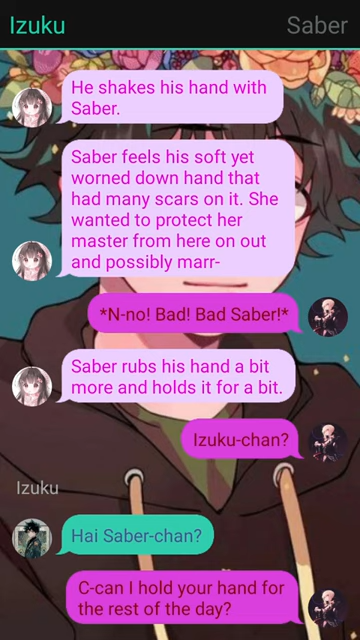 Izuku
Saber
He shakes his hand with
Saber.
Saber feels his soft yet
worned down hand that
had many scars on it. She
wanted to protect her
master from here on out
and possibly marr-
*N-no! Bad! Bad Saber!*
Saber rubs his hand a bit
more and holds it for a bit.
Izuku-chan?
Izuku
Hai Saber-chan?
C-can I hold your hand for
the rest of the day?